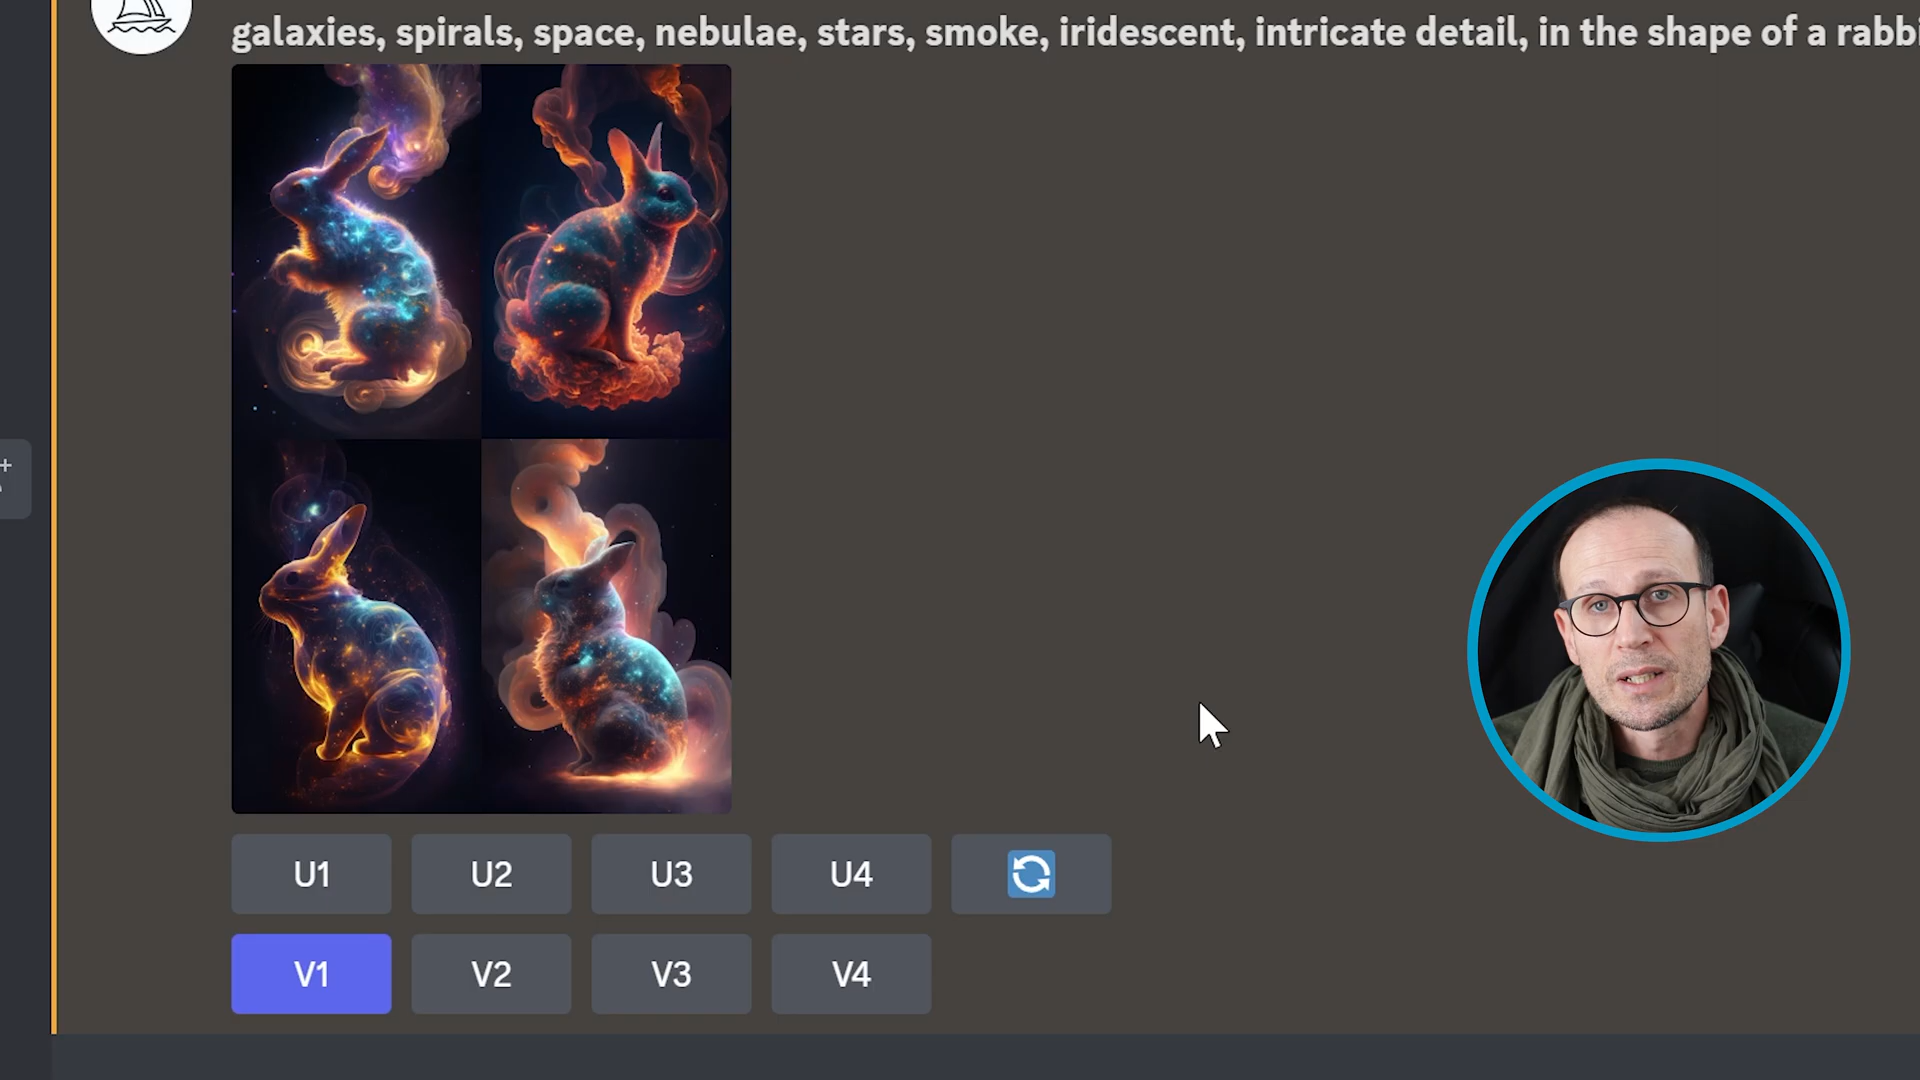 galaxies, spirals, space, nebulae, stars, smoke, iridescent, intricate detail, in the shape of a
U1 U2 U3 U4
V1 V2 V3 V4